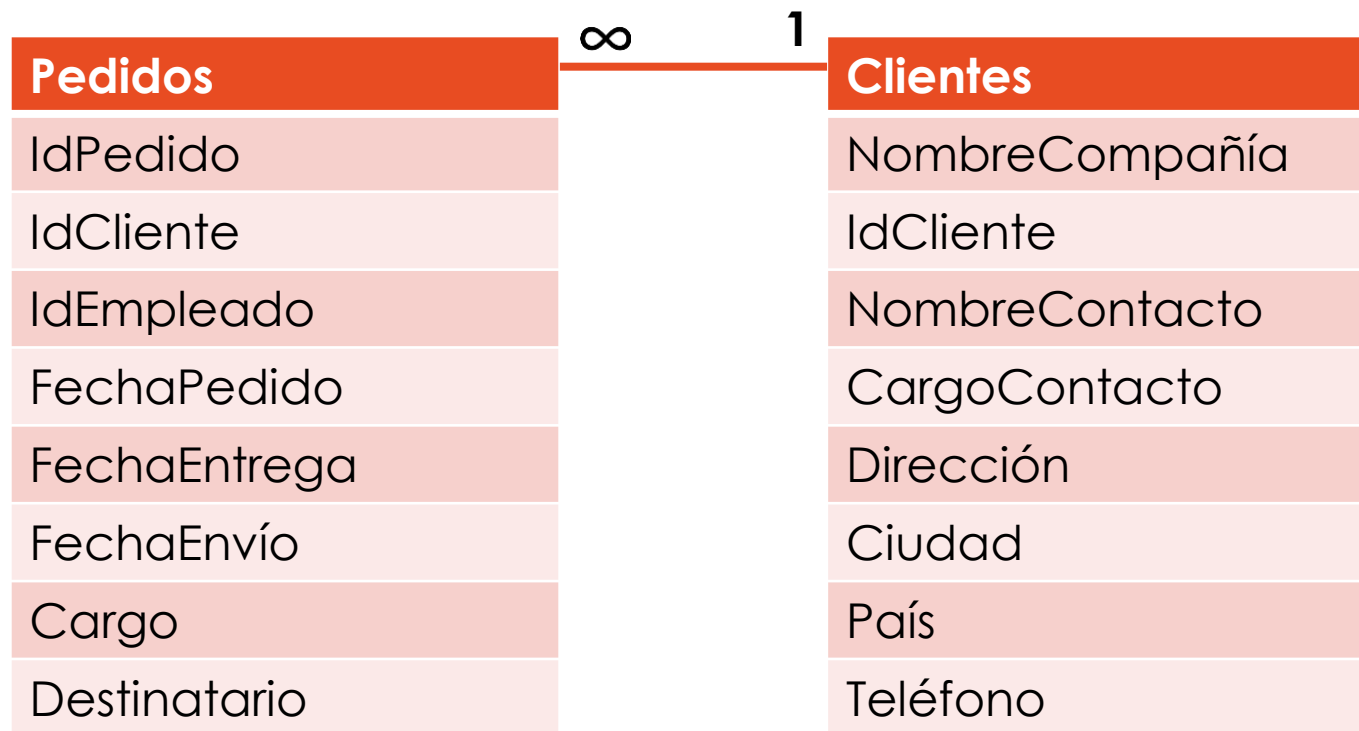 ∞ 1
Pedidos
IdPedido
IdCliente
IdEmpleado
FechaPedido
FechaEntrega
FechaEnvío
Cargo
Destinatario
Clientes
NombreCompañía
IdCliente
NombreContacto
CargoContacto
Dirección
Ciudad
País
Teléfono